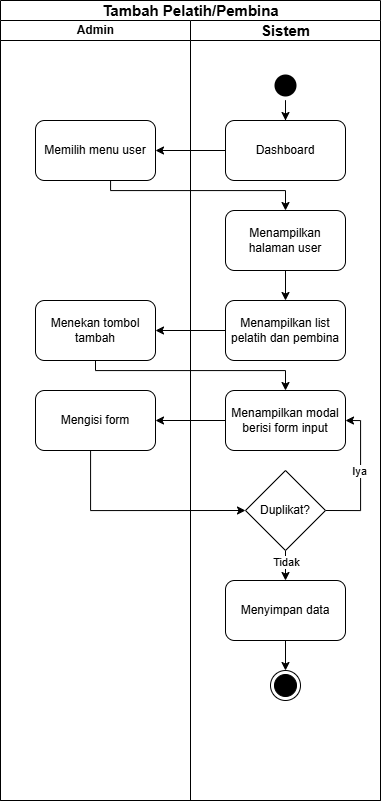 Tambah Pelatih/Pembina
Admin
Sistem
Memilih menu user
Dashboard
Menampilkan
halaman user
Menekan tombol
tambah
Menampilkan list
pelatih dan pembina
Mengisi form
Menampilkan modal
berisi form input
Iya
Duplikat?
Tidak
Menyimpan data